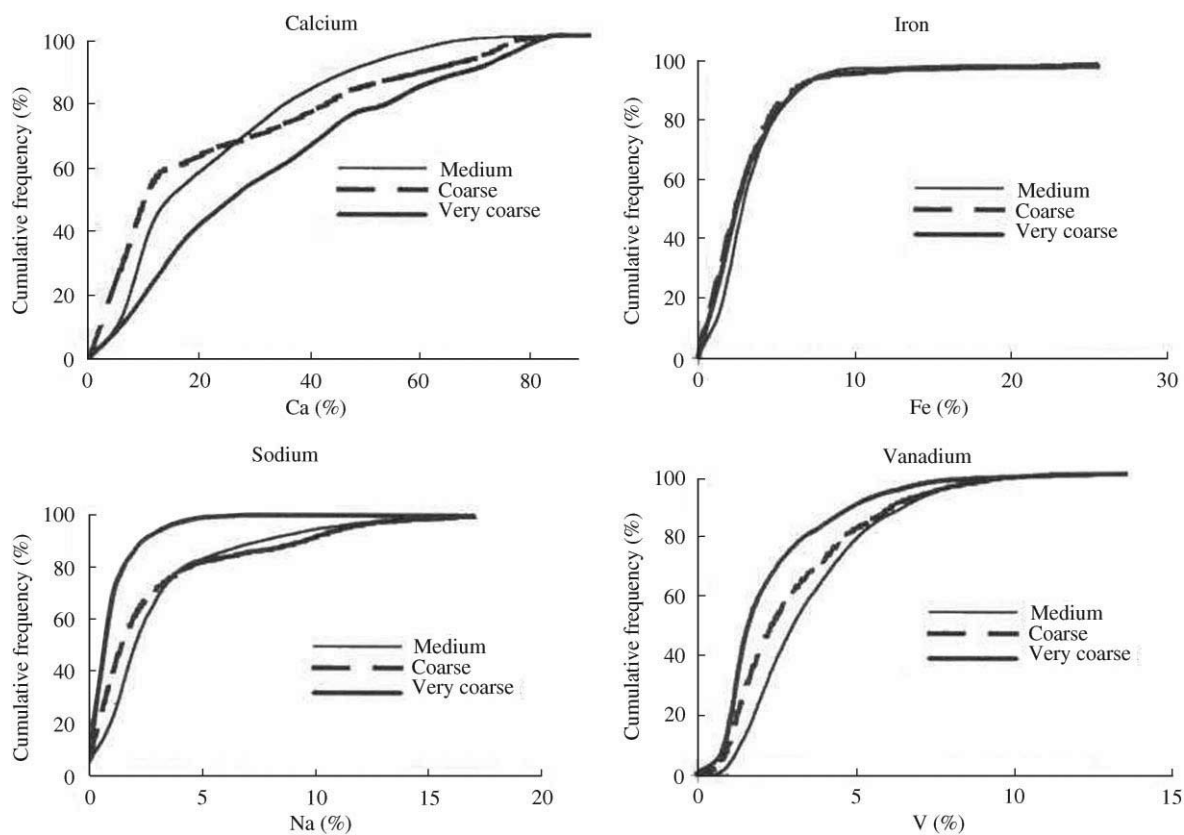 Calcium
100
80
60
40
20
0
Cumulative frequency (%)
Medium
Coarse
Very coarse
0 20 40 60 80
Ca (%)
Iron
100
80
60
40
20
0
Cumulative frequency (%)
Medium
Coarse
Very coarse
0 10 20 30
Fe (%)
Sodium
100
80
60
40
20
0
Cumulative frequency (%)
Medium
Coarse
Very coarse
0 5 10 15 20
Na (%)
Vanadium
100
80
60
40
20
0
Cumulative frequency (%)
Medium
Coarse
Very coarse
0 5 10 15
V (%)